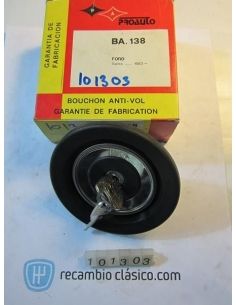 GARANTIA DE
FABRICACION
PROAUTO
BA. 138
FORD
101303
BOUCHON ANTI-VOL
GARANTIE DE FABRICATION
101303
recambio clásico.com